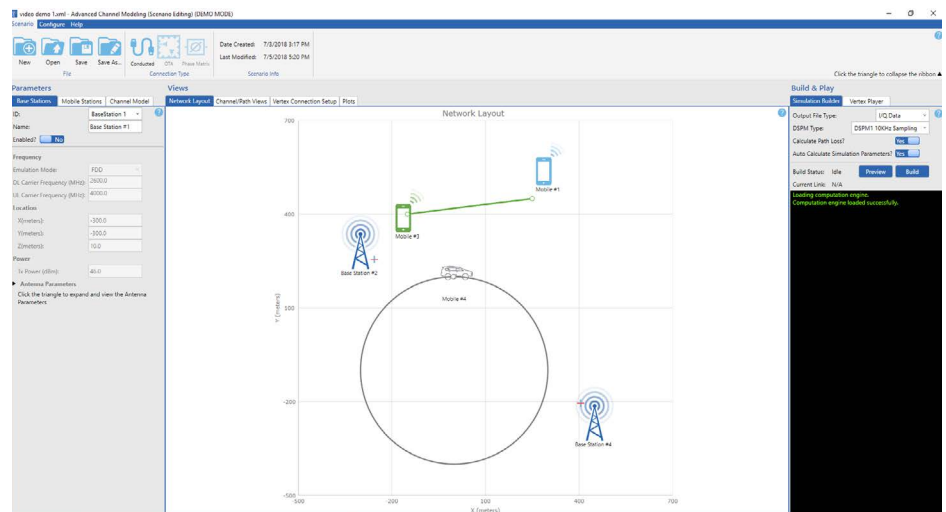 video demo 1.xml - Advanced Channel Modeling (Scenario Editing) (DEMO MODE)
Scenario Configure Help
New Open Save Save As... Conducted OTA Phase Matrix
Date Created: 7/3/2018 3:17 PM
Last Modified: 7/5/2018 5:20 PM
File Connection Type Scenario Info
Click the triangle to collapse the ribbon
Parameters
Base Stations Mobile Stations Channel Model
ID: BaseStation 1
Name: Base Station #1
Enabled? No
Frequency
Emulation Mode: FDD
DL Carrier Frequency (MHz): 2600.0
UL Carrier Frequency (MHz): 4000.0
Location
X(meters): -300.0
Y(meters): -300.0
Z(meters): 10.0
Power
Tx Power (dBm): 46.0
Antenna Parameters
Click the triangle to expand and view the Antenna
Parameters
Views
Network Layout Channel/Path Views Vertex Connection Setup Plots
Network Layout
700
400
100
-200
-500
Y (meters)
Mobile #1
Mobile #3
Base Station #2
Mobile #4
Base Station #4
-500 -200 100 400 700
X (meters)
Build & Play
Simulation Builder Vertex Player
Output File Type: I/Q Data
DSPM Type: DSPM1 10KHz Sampling
Calculate Path Loss? Yes
Auto Calculate Simulation Parameters? Yes
Build Status: Idle Preview Build
Current Link: N/A
Loading computation engine.
Computation engine loaded successfully.